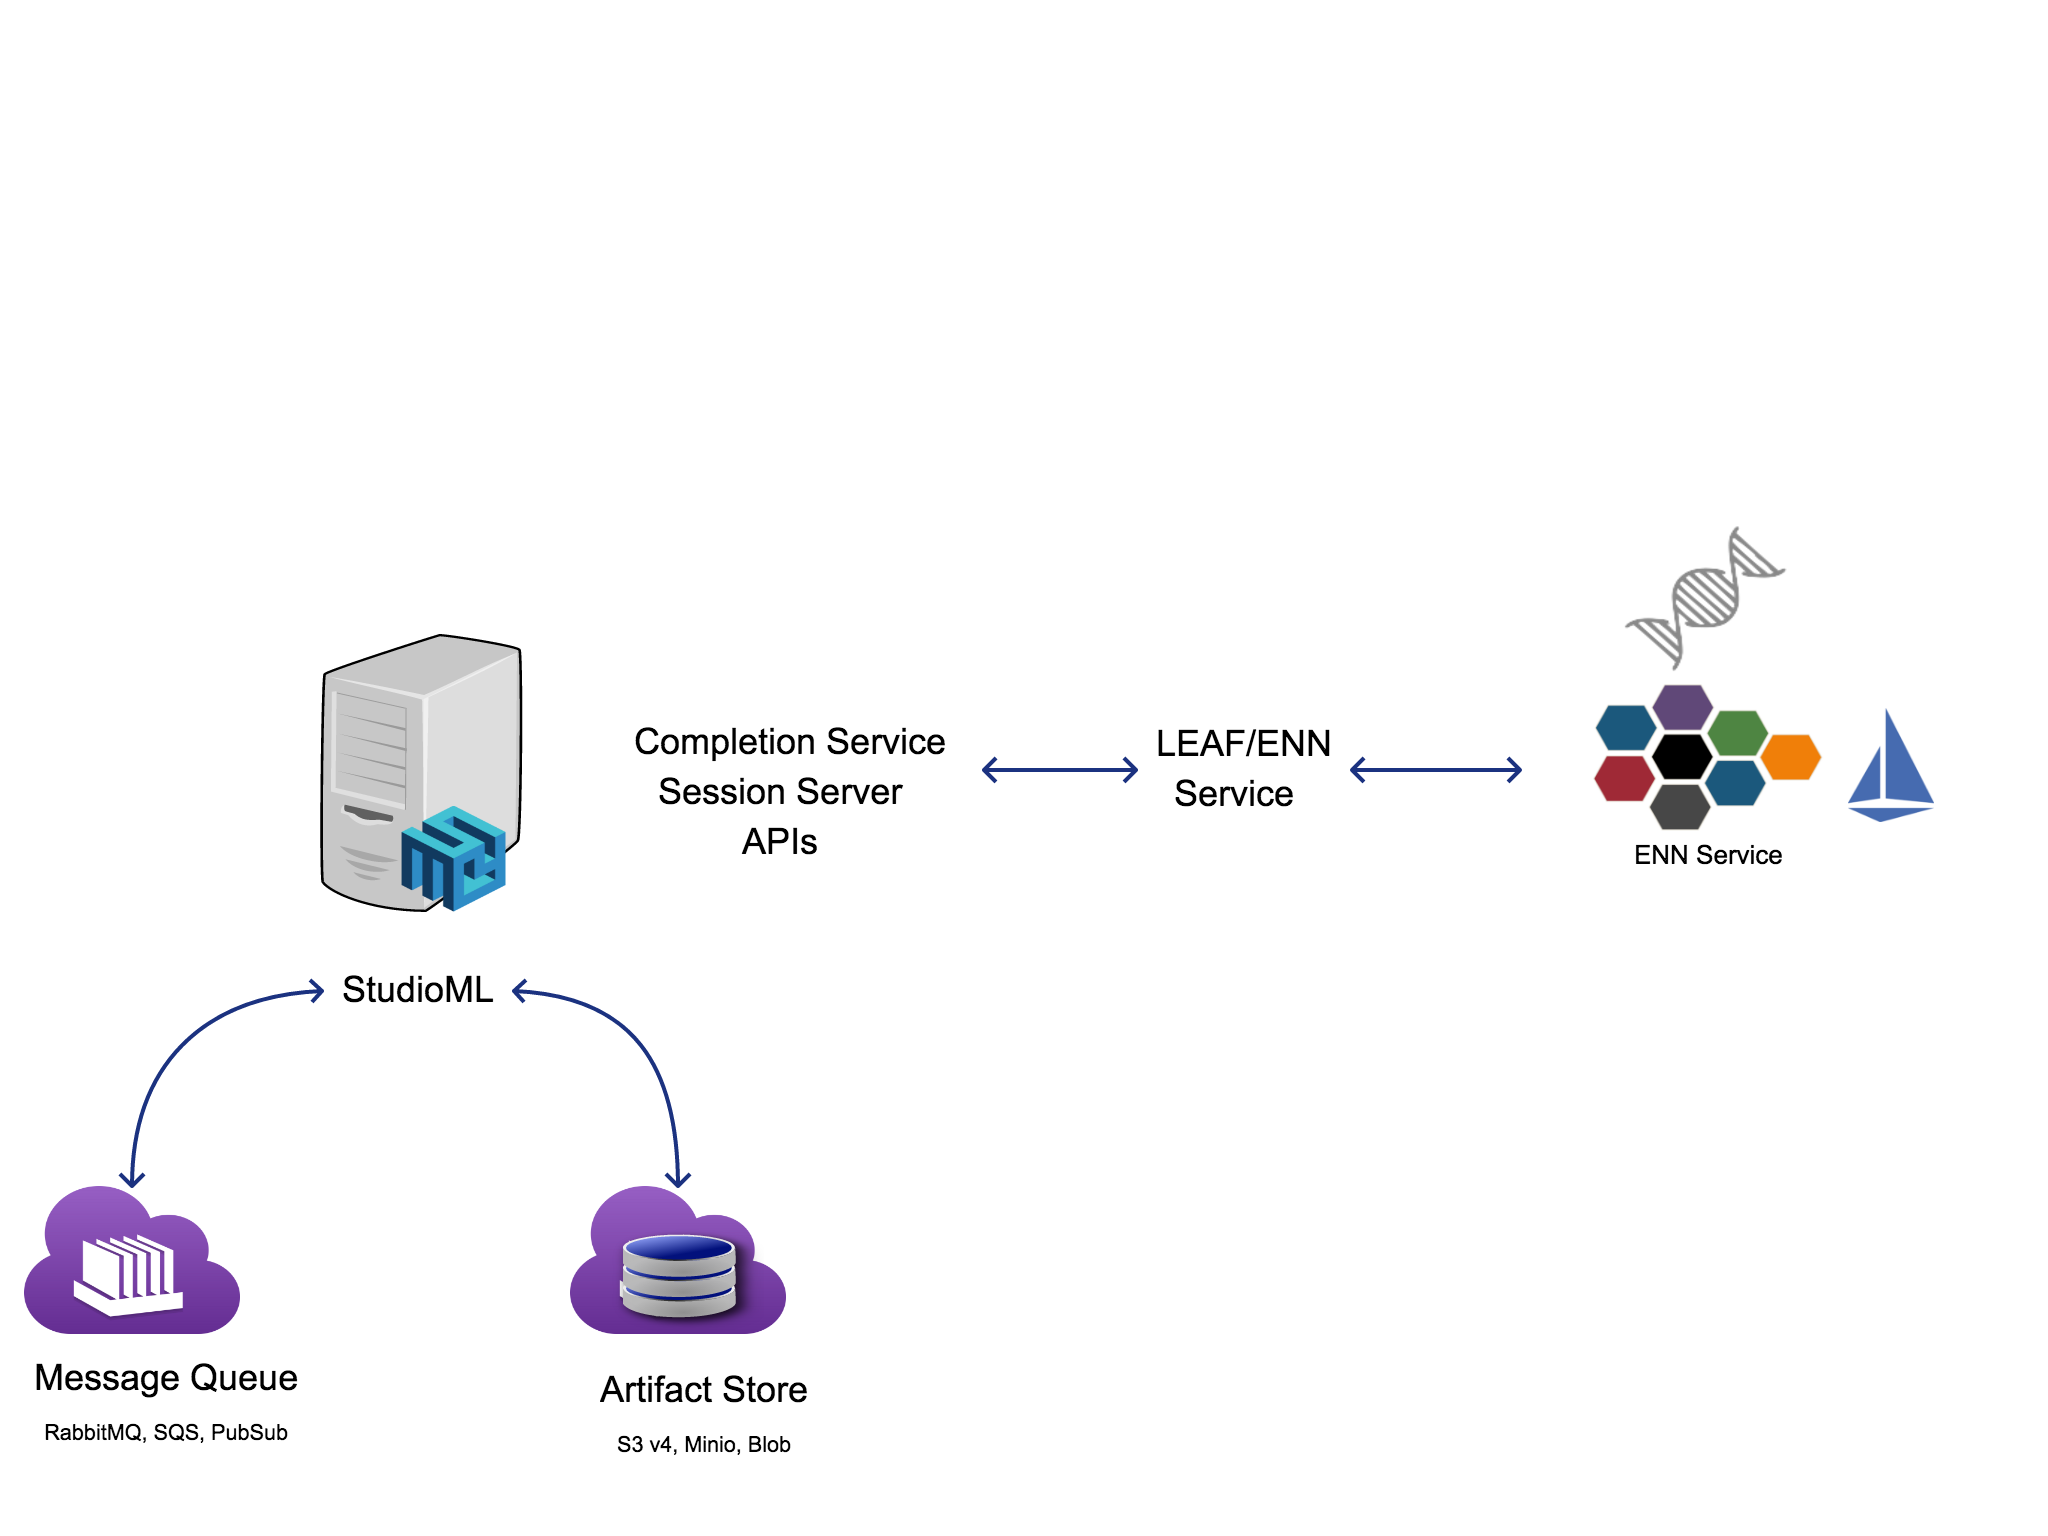 Completion Service
Session Server
APIs
LEAF/ENN
Service
ENN Service
StudioML
Message Queue
RabbitMQ, SQS, PubSub
Artifact Store
S3 v4, Minio, Blob